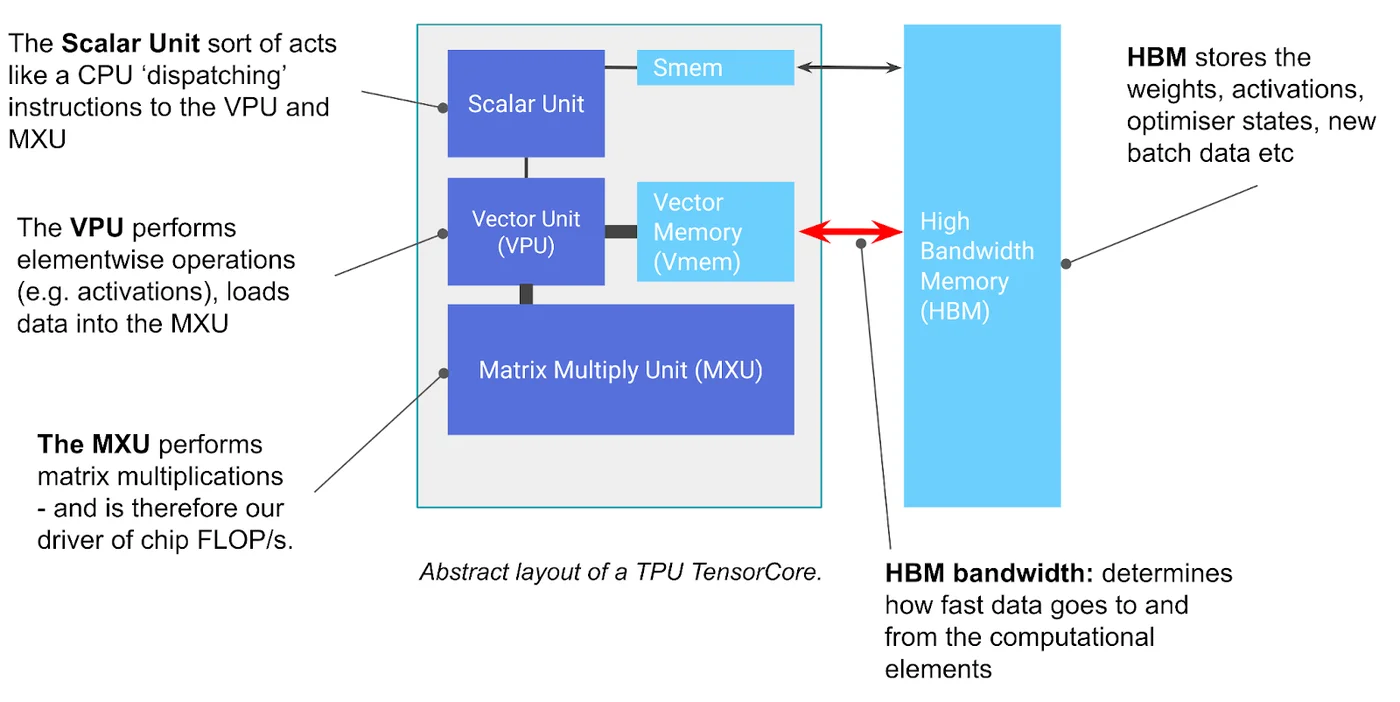 The Scalar Unit sort of acts
like a CPU ‘dispatching’
instructions to the VPU and
MXU
The VPU performs
elementwise operations
(e.g. activations), loads
data into the MXU
The MXU performs
matrix multiplications
- and is therefore our
driver of chip FLOP/s.
Scalar Unit
Smem
Vector Unit
(VPU)
Vector
Memory
(Vmem)
Matrix Multiply Unit (MXU)
High
Bandwidth
Memory
(HBM)
HBM stores the
weights, activations,
optimiser states, new
batch data etc
Abstract layout of a TPU TensorCore.
HBM bandwidth: determines
how fast data goes to and
from the computational
elements